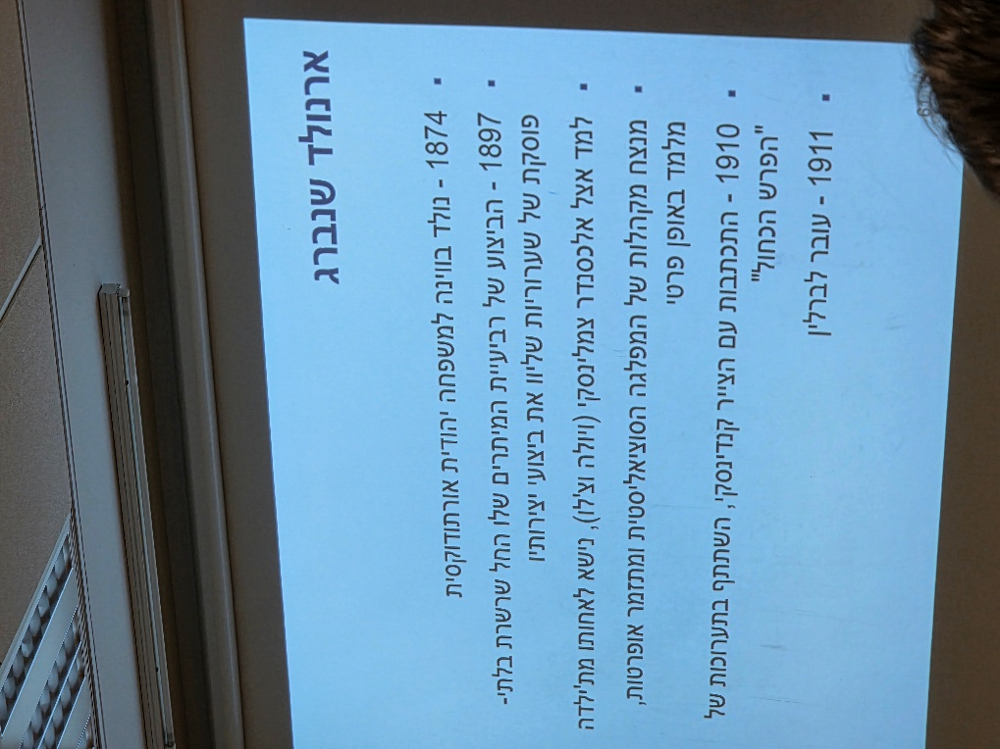 ארנולד שנברג
▪ 1874 - נולד בווינה למשפחה יהודית אורתודוקסית
▪ 1897 - הביצוע של רביעיית המיתרים שלו החל שרשרת בלתי-
פוסקת של שערוריות שליוו את ביצועי יצירותיו
▪ למד אצל אלכסנדר צמלינסקי (ויולה וצ'לו), נישא לאחותו מתילדה
▪ מנצח מקהלות של המפלגה הסוציאליסטית ומתזמר אופרטות,
מלמד באופן פרטי
▪ 1910 - התכתבות עם הצייר קנדינסקי, השתתף בתערוכות של
"הפרש הכחול"
▪ 1911 - עובר לברלין